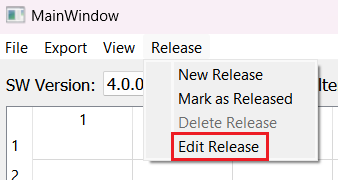 MainWindow
File Export View Release
New Release
SW Version: 4.0.0
Mark as Released
Delete Release
Edit Release
1
1
2